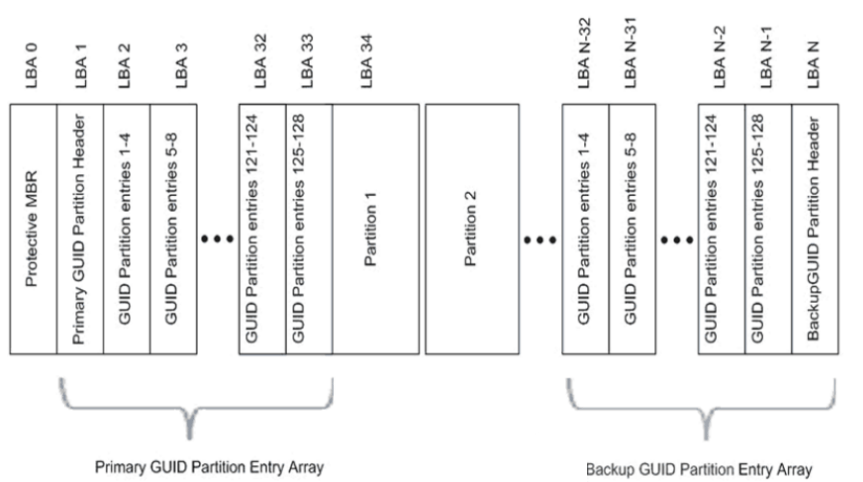 LBA 0
LBA 1
LBA 2
LBA 3
LBA 32
LBA 33
LBA 34
LBA N-32
LBA N-31
LBA N-2
LBA N-1
LBA N
Protective MBR
Primary GUID Partition Header
GUID Partition entries 1-4
GUID Partition entries 5-8
GUID Partition entries 121-124
GUID Partition entries 125-128
Partition 1
Partition 2
GUID Partition entries 1-4
GUID Partition entries 5-8
GUID Partition entries 121-124
GUID Partition entries 125-128
BackupGUID Partition Header
Primary GUID Partition Entry Array
Backup GUID Partition Entry Array